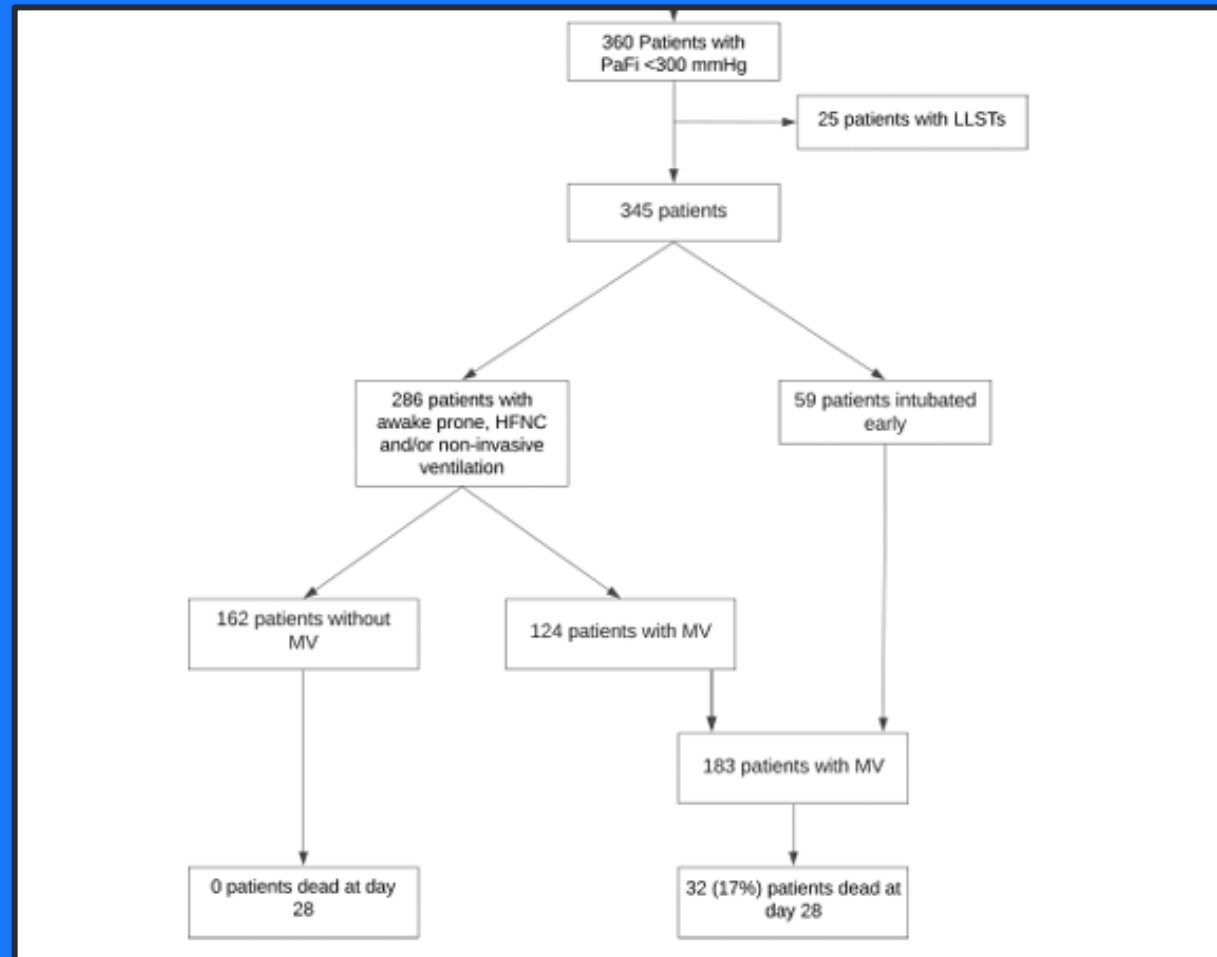 360 Patients with
PaFi <300 mmHg
25 patients with LLSTs
345 patients
286 patients with
awake prone, HFNC
and/or non-invasive
ventilation
59 patients intubated
early
162 patients without
MV
124 patients with MV
183 patients with MV
0 patients dead at day
28
32 (17%) patients dead at
day 28